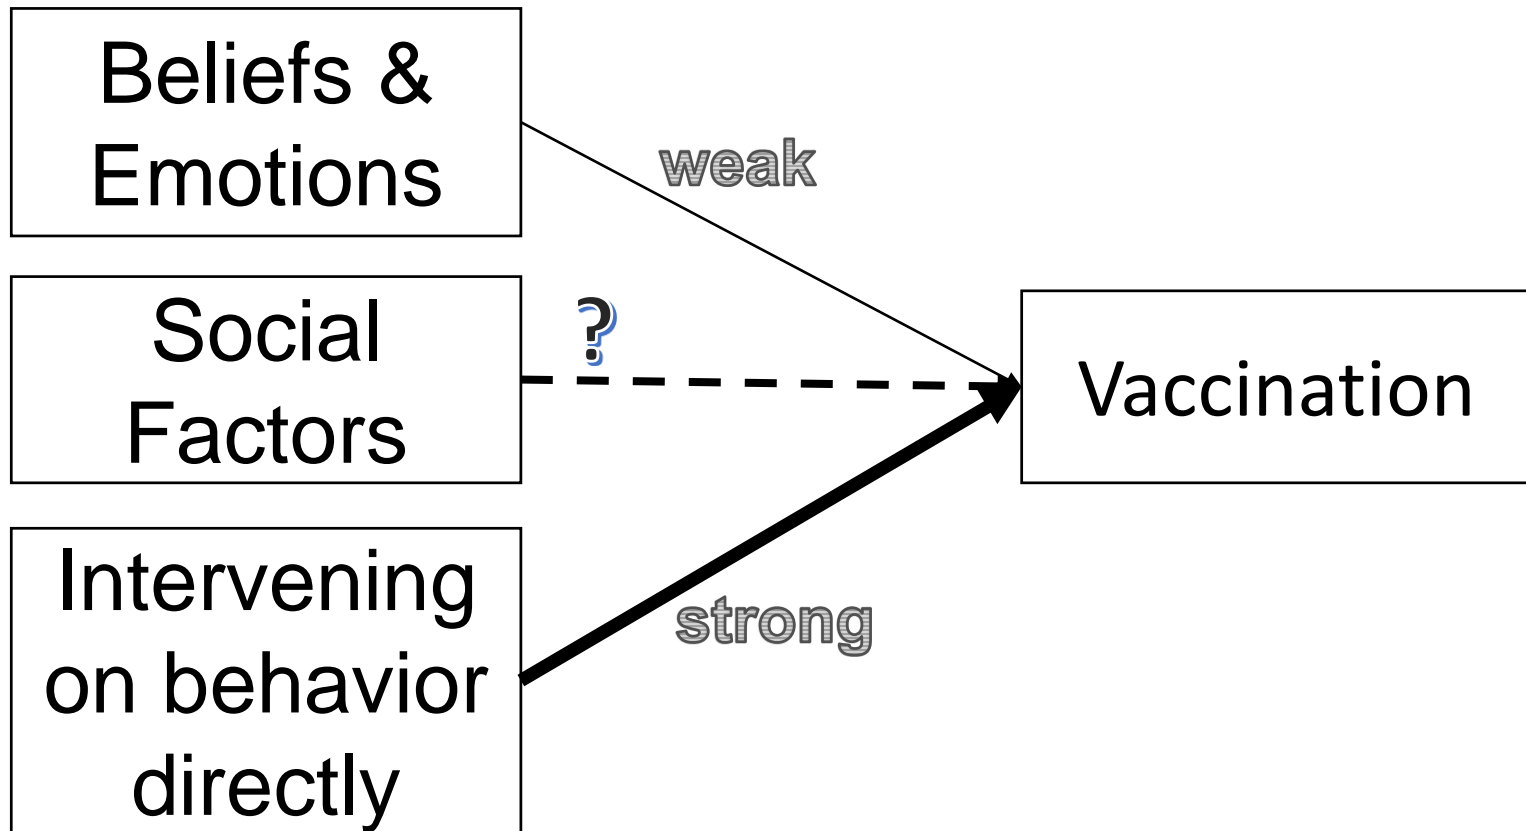 Beliefs &
Emotions
weak
Social
Factors
?
Vaccination
Intervening
on behavior
directly
strong